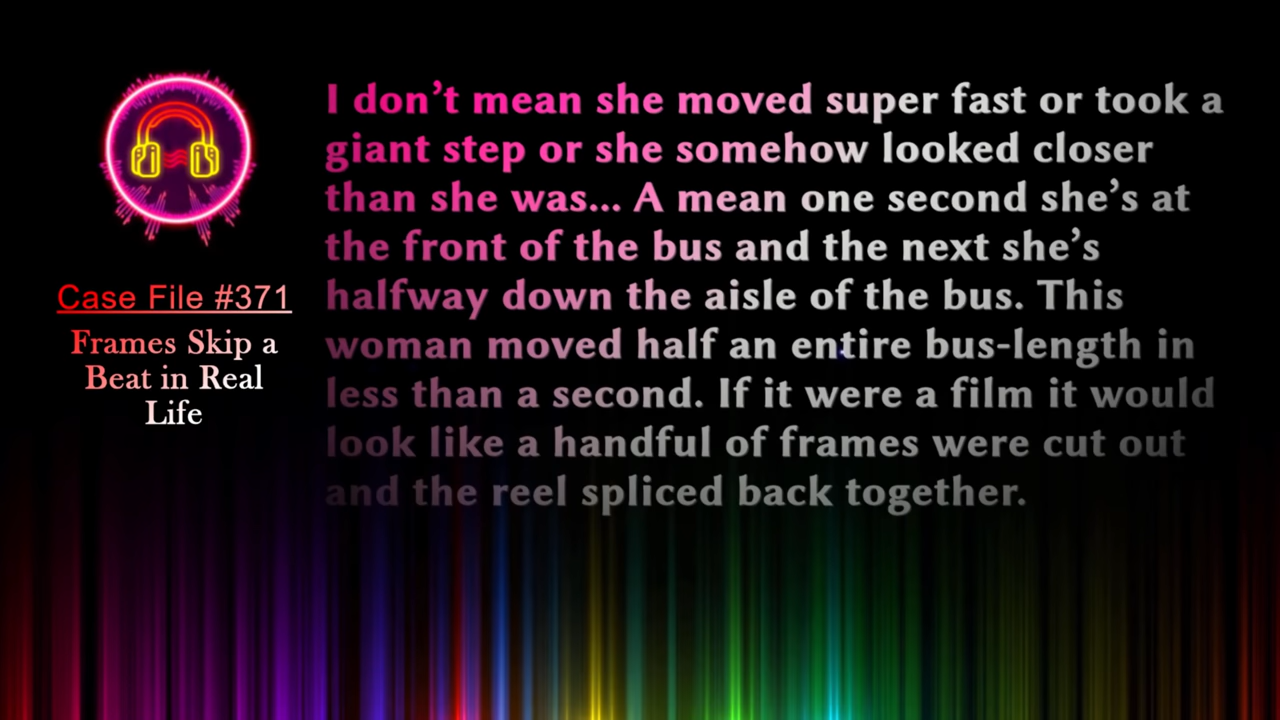 Case File #371
Frames Skip a
Beat in Real
Life
I don’t mean she moved super fast or took a
giant step or she somehow looked closer
than she was... A mean one second she’s at
the front of the bus and the next she’s
halfway down the aisle of the bus. This
woman moved half an entire bus-length in
less than a second. If it were a film it would
look like a handful of frames were cut out
and the reel spliced back together.